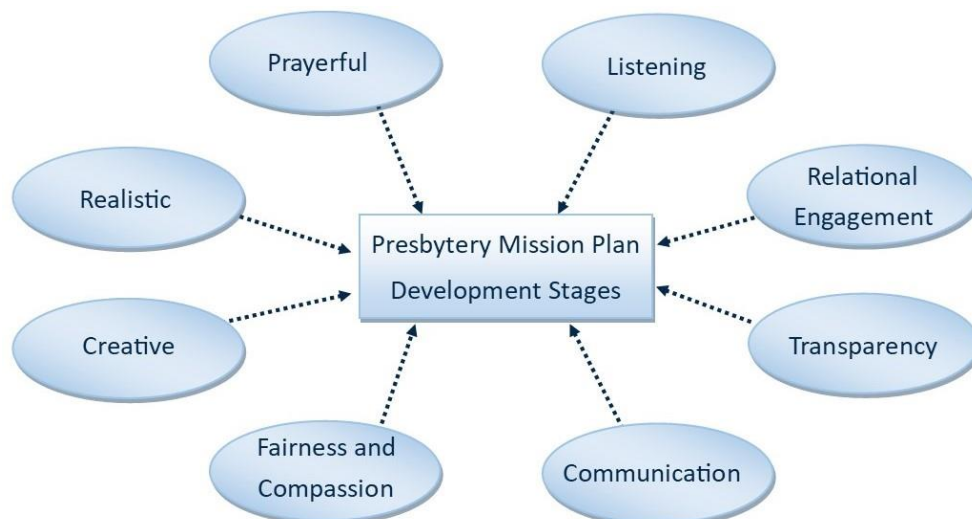 Prayerful
Listening
Realistic
Relational
Engagement
Presbytery Mission Plan
Development Stages
Creative
Transparency
Fairness and
Compassion
Communication